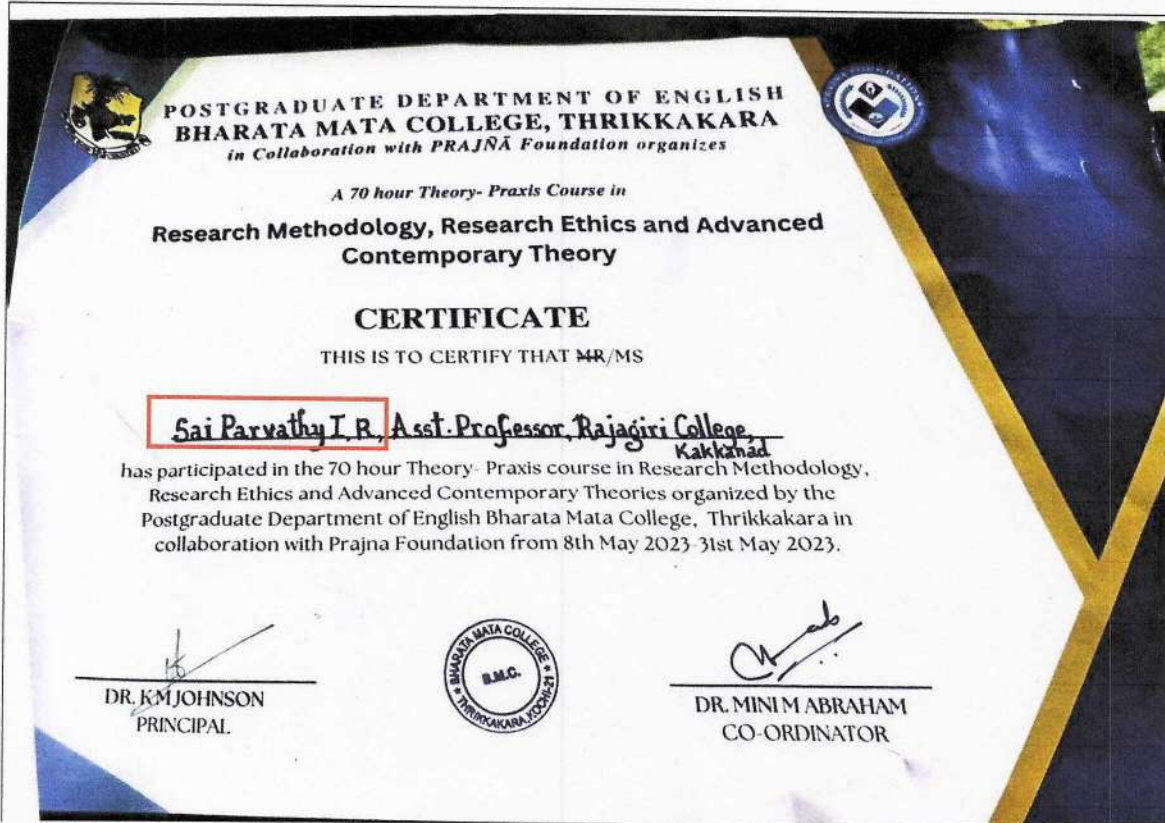 POSTGRADUATE DEPARTMENT OF ENGLISH
BHARATA MATA COLLEGE, THRIKKAKARA
in Collaboration with PRAJÑĀ Foundation organizes
A 70 hour Theory- Praxis Course in
Research Methodology, Research Ethics and Advanced
Contemporary Theory
CERTIFICATE
THIS IS TO CERTIFY THAT MR/MS
Sai Parvathy I.R, Asst. Professor, Rajagiri College,
Kakkanad
has participated in the 70 hour Theory- Praxis course in Research Methodology,
Research Ethics and Advanced Contemporary Theories organized by the
Postgraduate Department of English Bharata Mata College, Thrikkakara in
collaboration with Prajna Foundation from 8th May 2023-31st May 2023.
BHARATA MATA COLLEGE
B.M.C.
THRIKKAKARA, KOCHI-21
DR. KM JOHNSON
PRINCIPAL
DR. MINI M ABRAHAM
CO-ORDINATOR